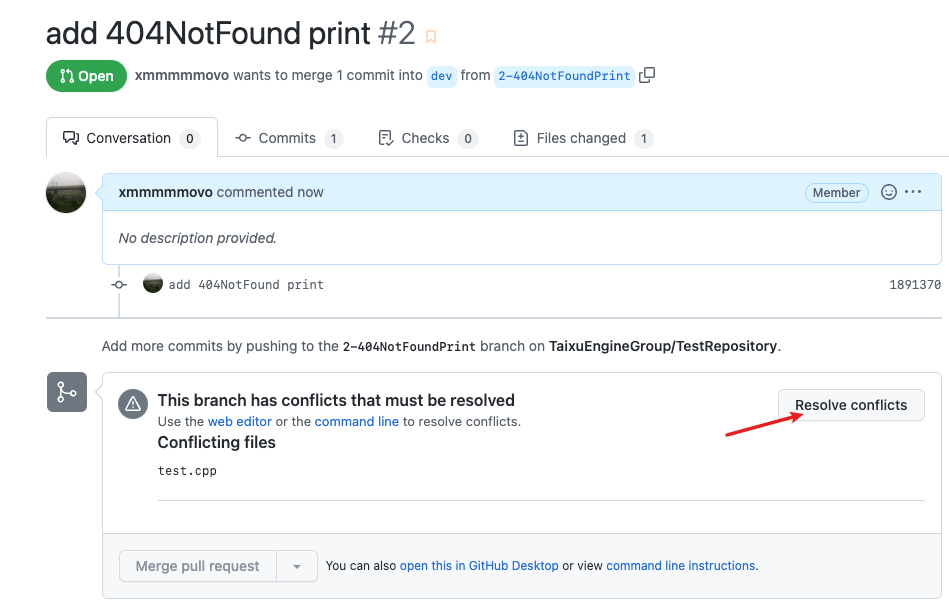 add 404NotFound print #2
Open xmmmmmovo wants to merge 1 commit into dev from 2-404NotFoundPrint
Conversation 0 Commits 1 Checks 0 Files changed 1
xmmmmmovo commented now Member
No description provided.
add 404NotFound print 1891370
Add more commits by pushing to the 2-404NotFoundPrint branch on TaixuEngineGroup/TestRepository.
This branch has conflicts that must be resolved
Resolve conflicts
Use the web editor or the command line to resolve conflicts.
Conflicting files
test.cpp
Merge pull request You can also open this in GitHub Desktop or view command line instructions.